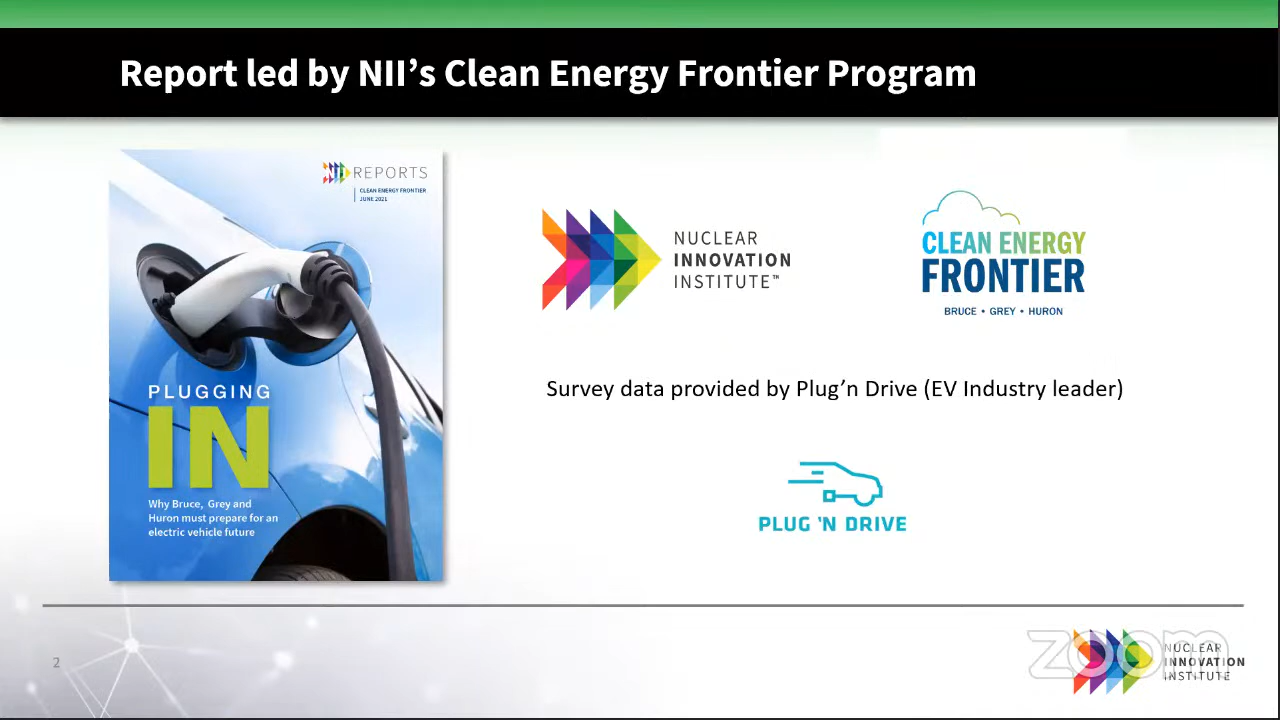 Report led by NII’s Clean Energy Frontier Program
NII REPORTS
CLEAN ENERGY FRONTIER
JUNE 2021
PLUGGING
IN
Why Bruce, Grey and
Huron must prepare for an
electric vehicle future
NUCLEAR
INNOVATION
INSTITUTE™
CLEAN ENERGY
FRONTIER
BRUCE • GREY • HURON
Survey data provided by Plug’n Drive (EV Industry leader)
PLUG ’N DRIVE
2
zoom
NUCLEAR
INNOVATION
INSTITUTE